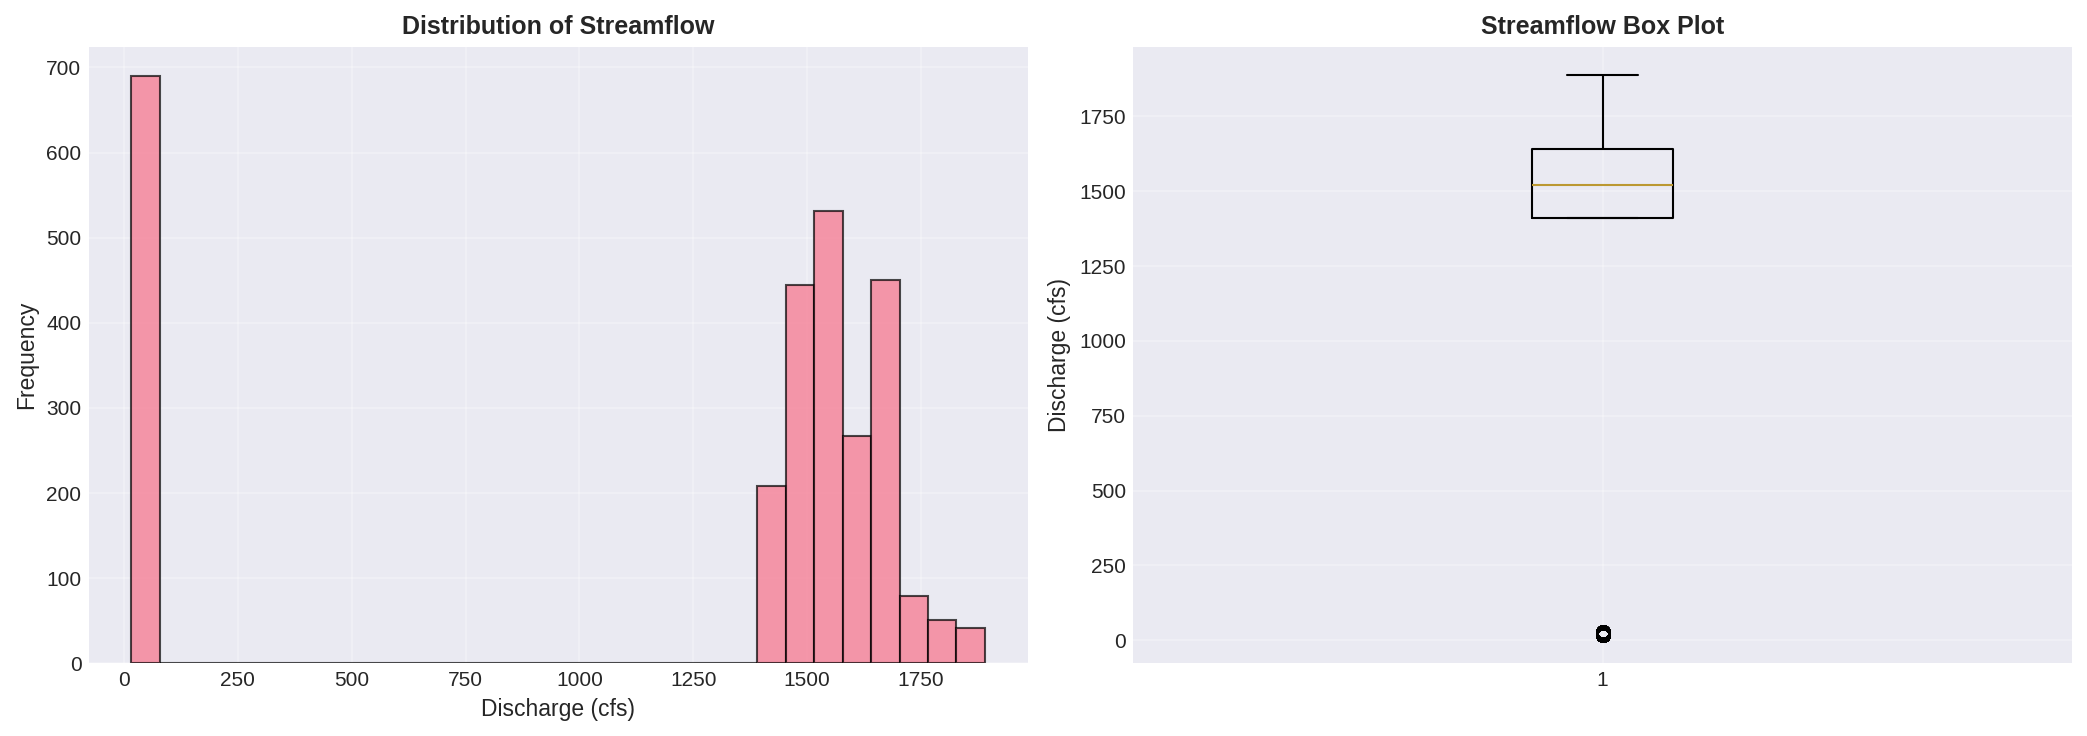 Distribution of Streamflow
700
600
500
400
300
200
100
0
Frequency
0 250 500 750 1000 1250 1500 1750
Discharge (cfs)
Streamflow Box Plot
1750
1500
1250
1000
750
500
250
0
Discharge (cfs)
1